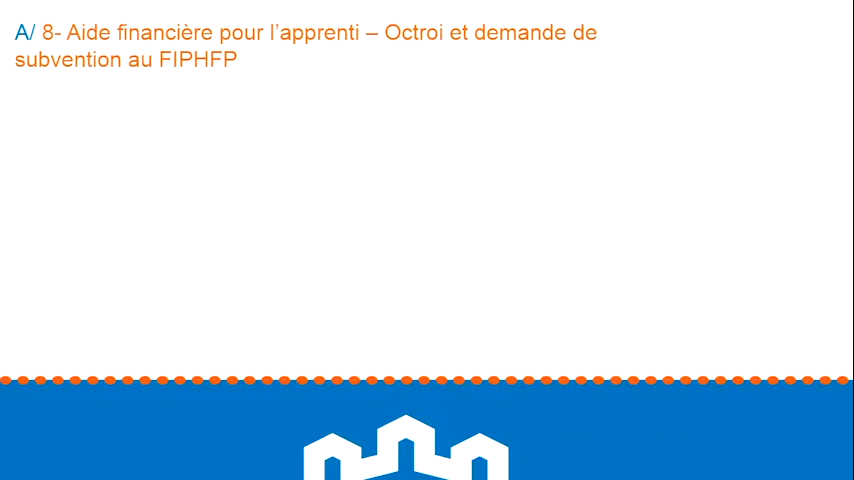 A/ 8- Aide financière pour l’apprenti – Octroi et demande de
subvention au FIPHFP